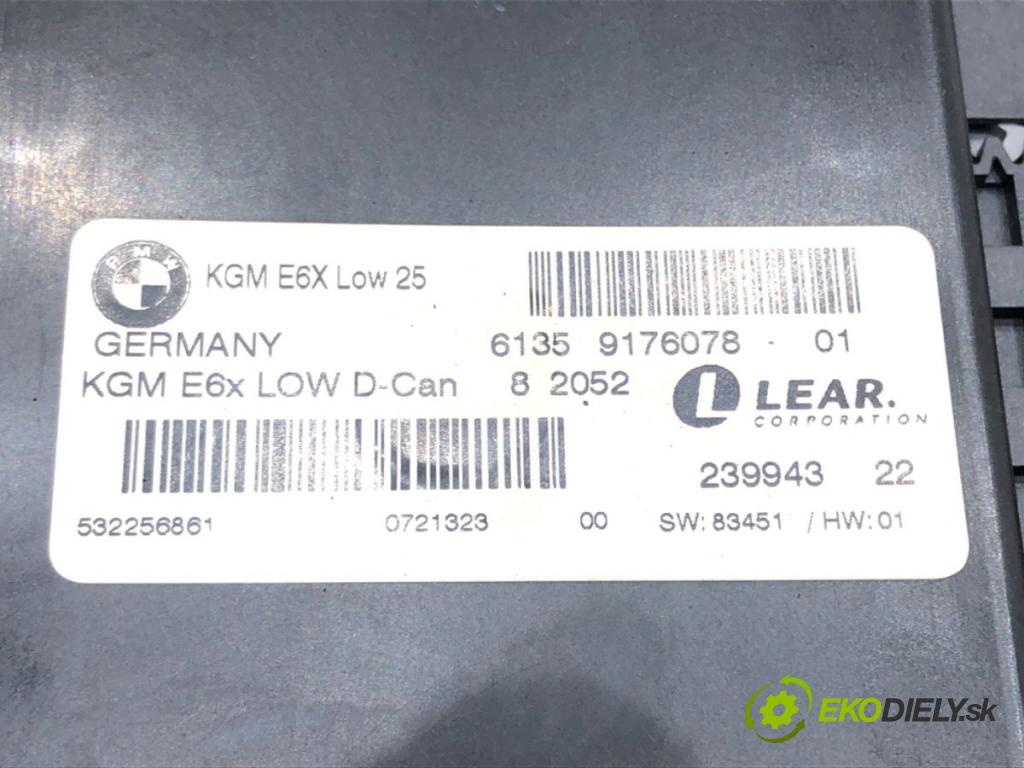 BMW
KGM E6X Low 25
GERMANY 6135 9176078 - 01
KGM E6x LOW D-Can 8 2052
L LEAR.
CORPORATION
239943 22
532256861 0721323 00 SW: 83451 / HW: 01
EKODIELY.sk